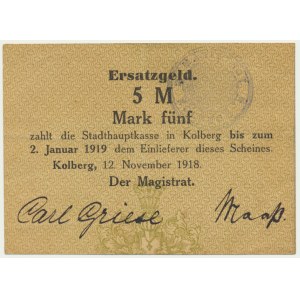 Ersatzgeld.
5 M
Mark fünf
zahlt die Stadthauptkasse in Kolberg bis zum
2. Januar 1919 dem Einlieferer dieses Scheines.
Kolberg, 12. November 1918.
Der Magistrat.
Carl Griese Maaß